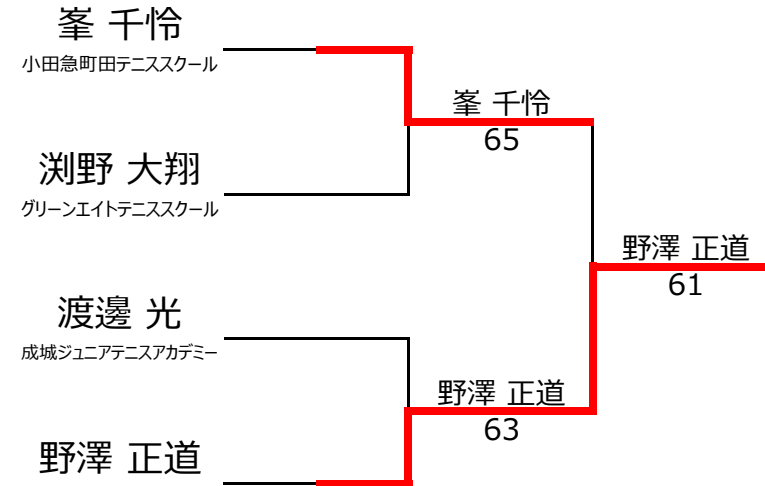 峯 千怜
小田急町田テニススクール
峯 千怜
65
渕野 大翔
グリーンエイトテニススクール
野澤 正道
61
渡邊 光
成城ジュニアテニスアカデミー
野澤 正道
63
野澤 正道